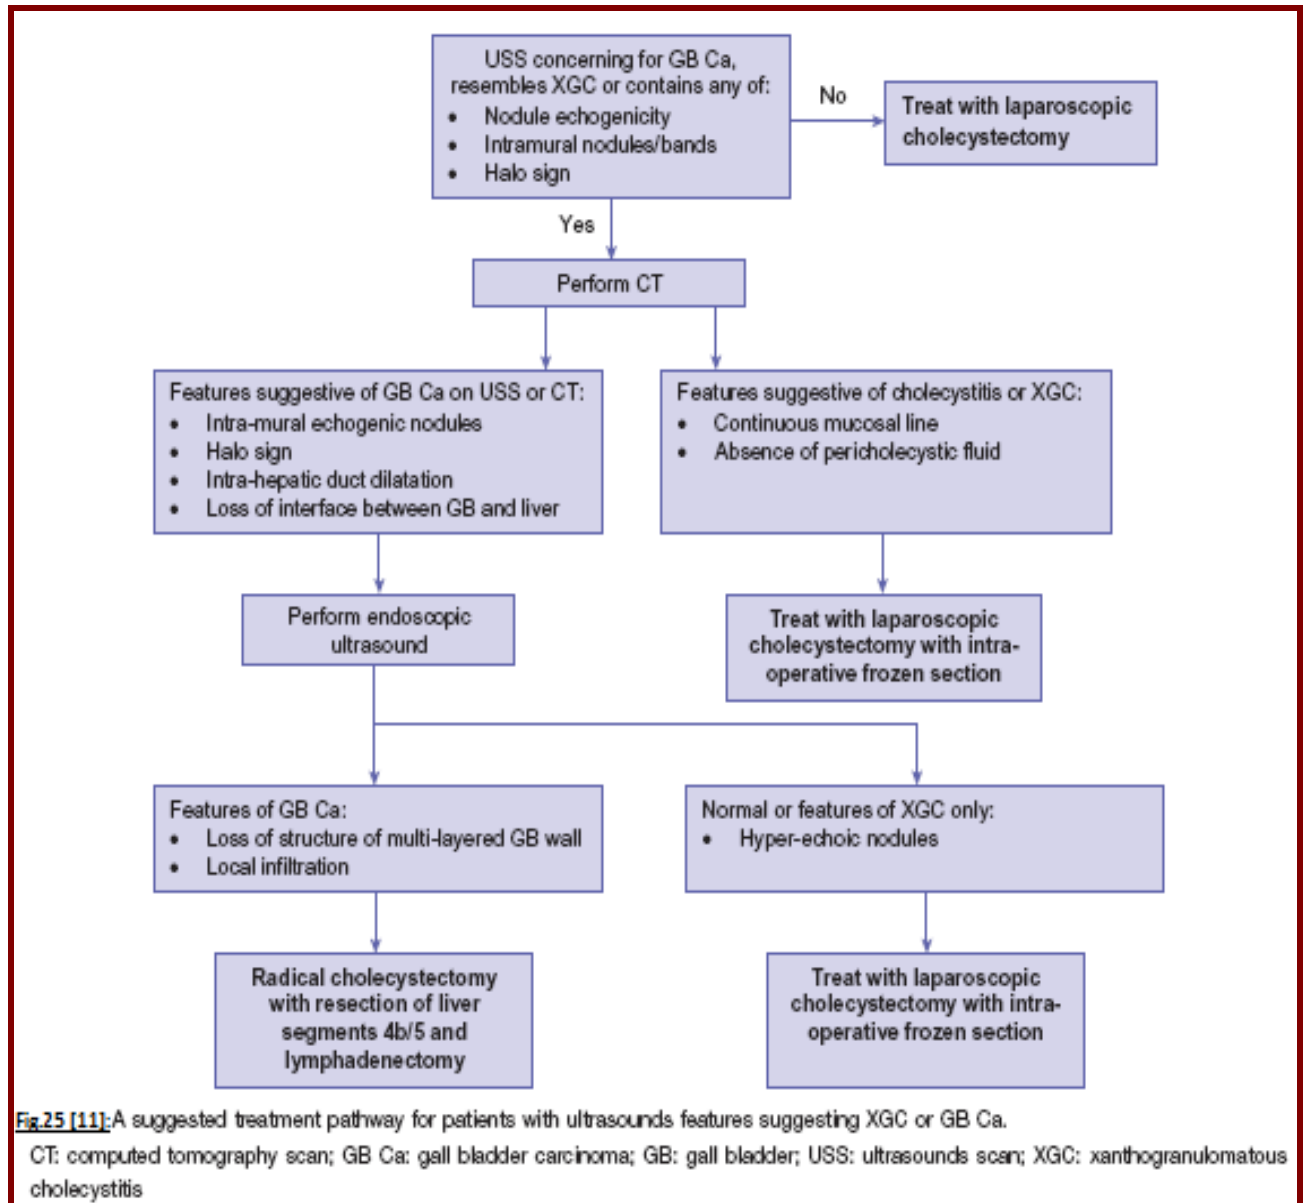 USS concerning for GB Ca,
resembles XGC or contains any of:
• Nodule echogenicity
• Intramural nodules/bands
• Halo sign
No
Treat with laparoscopic
cholecystectomy
Yes
Perform CT
Features suggestive of GB Ca on USS or CT:
• Intra-mural echogenic nodules
• Halo sign
• Intra-hepatic duct dilatation
• Loss of interface between GB and liver
Features suggestive of cholecystitis or XGC:
• Continuous mucosal line
• Absence of pericholecystic fluid
Perform endoscopic
ultrasound
Treat with laparoscopic
cholecystectomy with intra-
operative frozen section
Features of GB Ca:
• Loss of structure of multi-layered GB wall
• Local infiltration
Normal or features of XGC only:
• Hyper-echoic nodules
Radical cholecystectomy
with resection of liver
segments 4b/5 and
lymphadenectomy
Treat with laparoscopic
cholecystectomy with intra-
operative frozen section
Fig.25 [11]:A suggested treatment pathway for patients with ultrasounds features suggesting XGC or GB Ca.
CT: computed tomography scan; GB Ca: gall bladder carcinoma; GB: gall bladder; USS: ultrasounds scan; XGC: xanthogranulomatous
cholecystitis